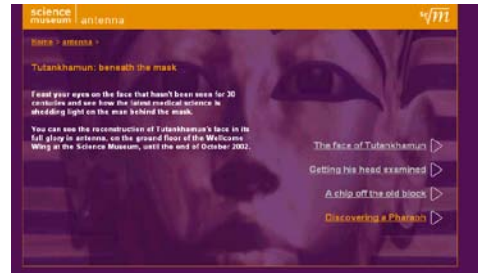 science
museum antenna
Home > antenna >
Tutankhamun: beneath the mask
Feast your eyes on the face that hasn't been seen for 30
centuries and see how the latest medical science is
shedding light on the man behind the mask.
You can see the reconstruction of Tutankhamun's face in its
full glory in antenna, on the ground floor of the Wellcome
Wing at the Science Museum, until the end of October 2002.
The face of Tutankhamun
Getting his head examined
A chip off the old block
Discovering a Pharaoh